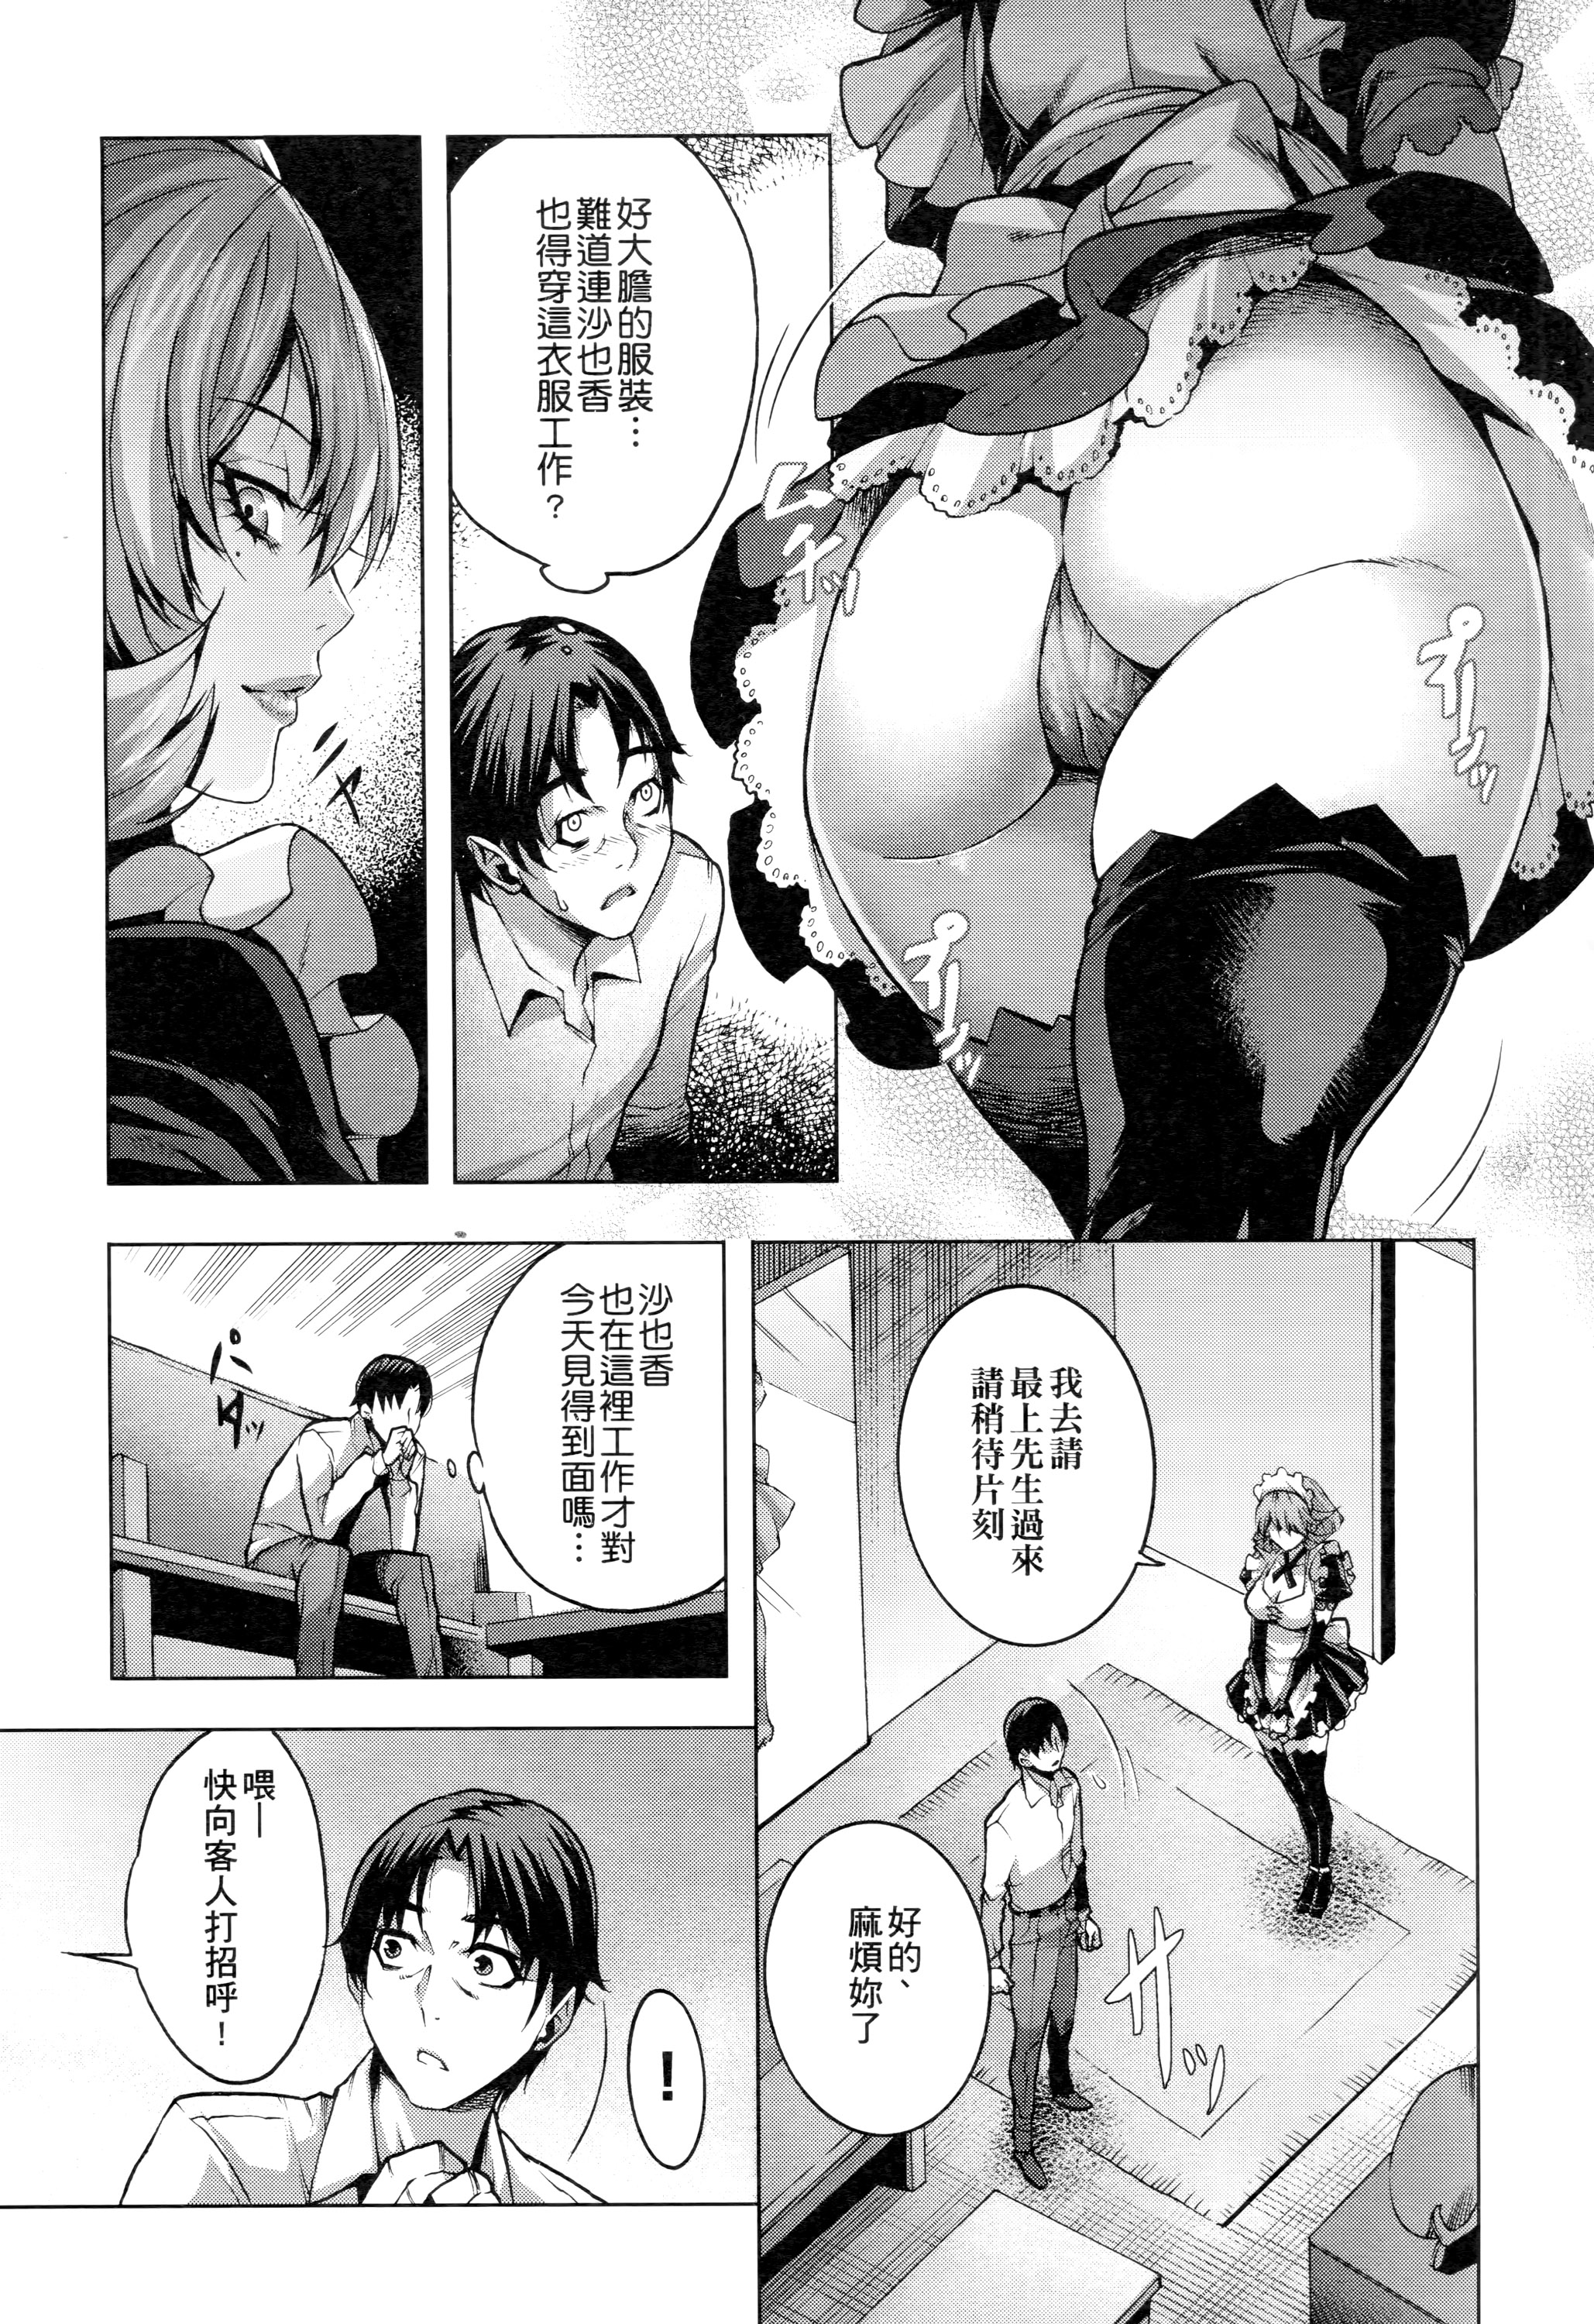 ムチッ
プリンッ
プリンッ
好大膽的服裝…
難道連沙也香
也得穿這衣服工作？
我去請
最上先生過來
請稍待片刻
好的、
麻煩妳了
沙也香
也在這裡工作才對
今天見得到面嗎…
パタッ
！
喂—
快向客人打招呼！